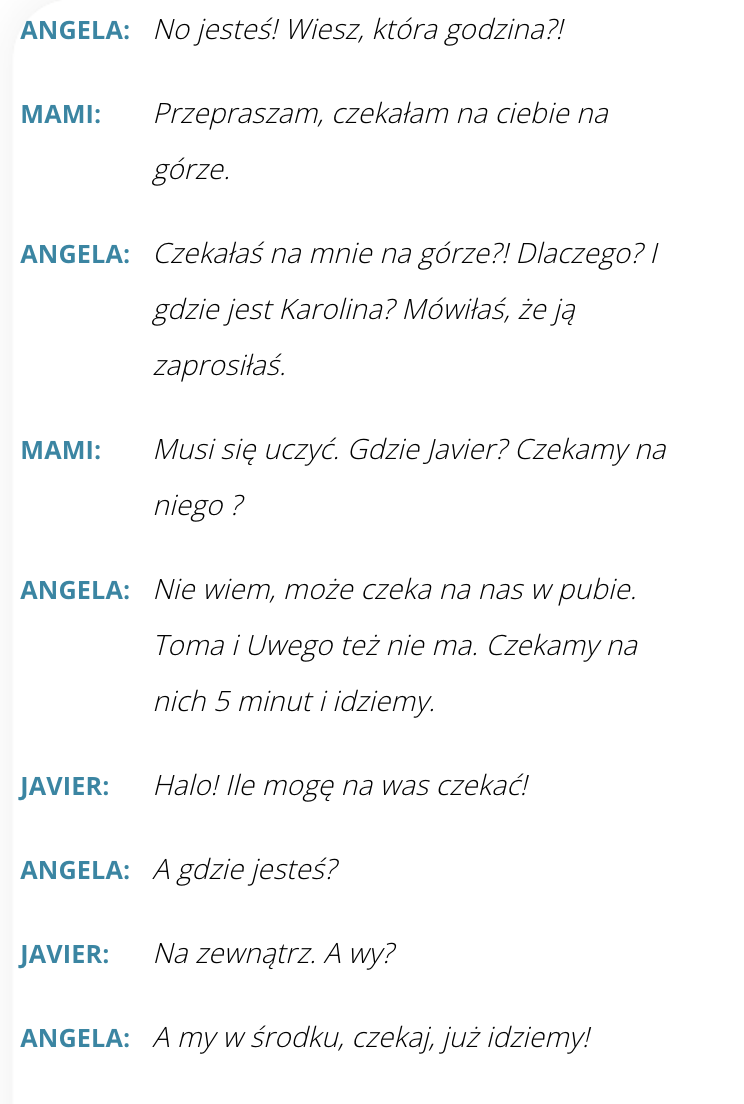 ANGELA: No jesteś! Wiesz, która godzina?!
MAMI: Przepraszam, czekałam na ciebie na
górze.
ANGELA: Czekałaś na mnie na górze?! Dlaczego? I
gdzie jest Karolina? Mówiłaś, że ją
zaprosiłaś.
MAMI: Musi się uczyć. Gdzie Javier? Czekamy na
niego ?
ANGELA: Nie wiem, może czeka na nas w pubie.
Toma i Uwego też nie ma. Czekamy na
nich 5 minut i idziemy.
JAVIER: Halo! Ile mogę na was czekać!
ANGELA: A gdzie jesteś?
JAVIER: Na zewnątrz. A wy?
ANGELA: A my w środku, czekaj, już idziemy!